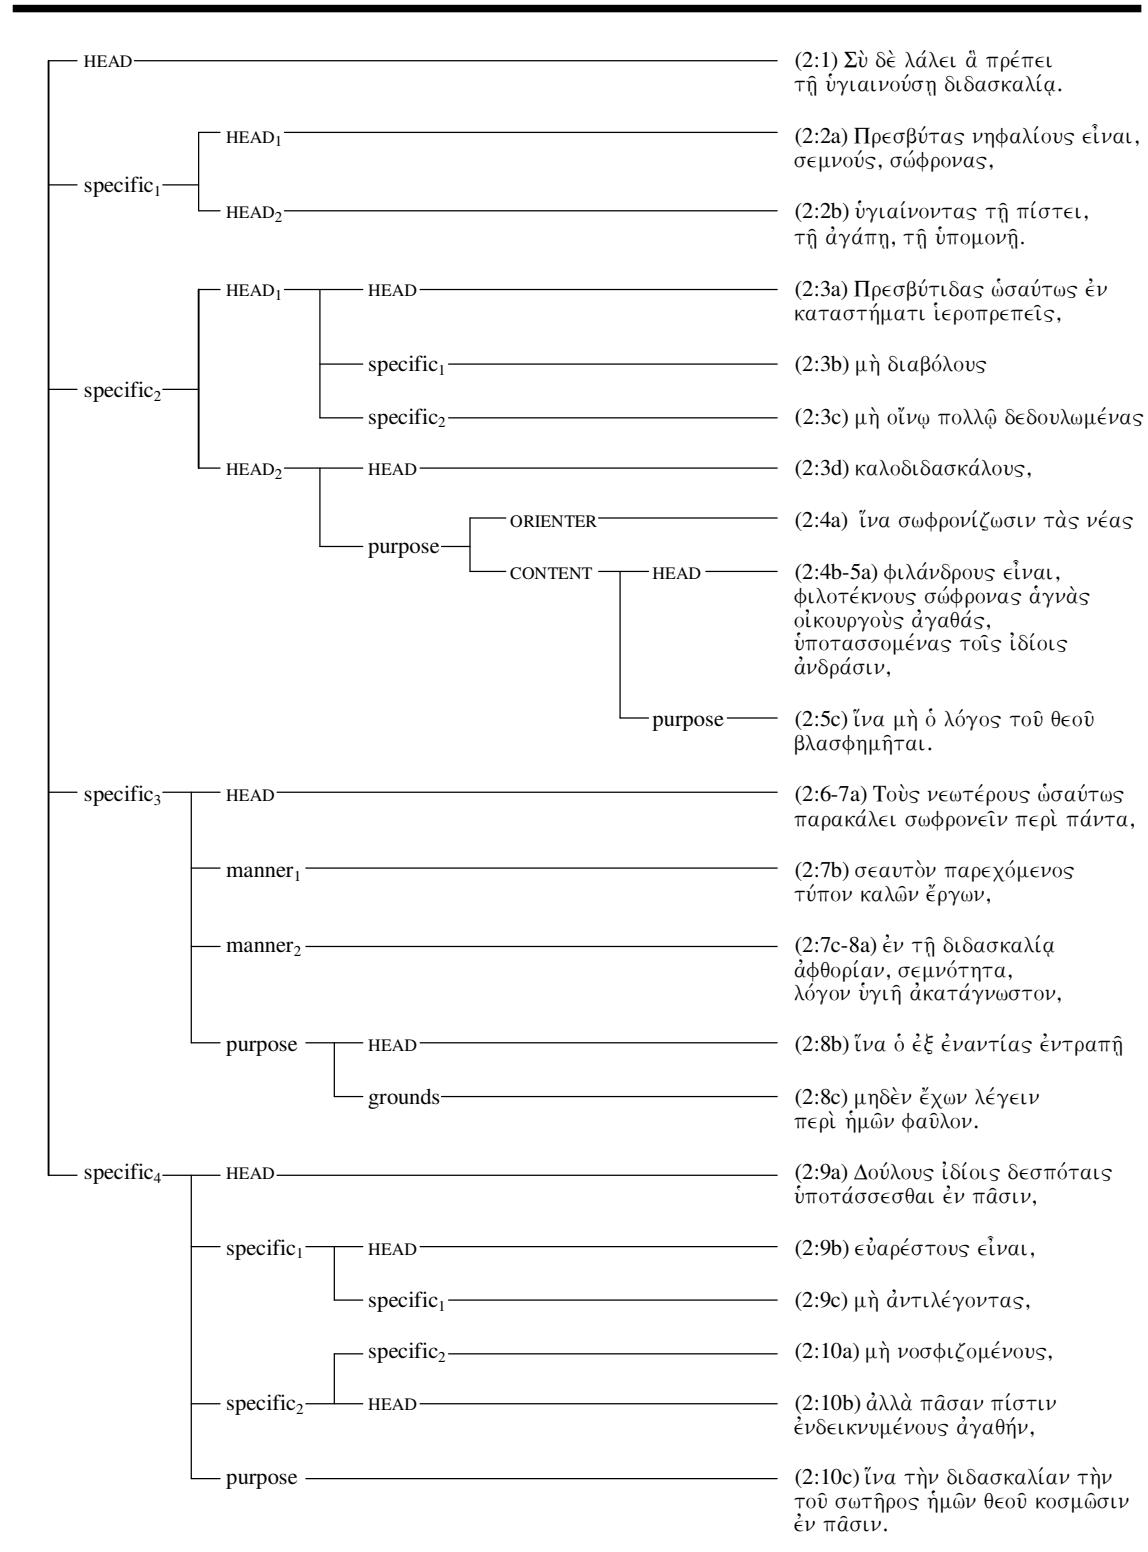 HEAD (2:1) Σὺ δὲ λάλει ἃ πρέπει
τῇ ὑγιαινούσῃ διδασκαλίᾳ.
HEAD₁ (2:2a) Πρεσβύτας νηφαλίους εἶναι,
σεμνούς, σώφρονας,
specific₁
HEAD₂ (2:2b) ὑγιαίνοντας τῇ πίστει,
τῇ ἀγάπῃ, τῇ ὑπομονῇ.
HEAD₁ HEAD (2:3a) Πρεσβύτιδας ὡσαύτως ἐν
καταστήματι ἱεροπρεπεῖς,
specific₁ (2:3b) μὴ διαβόλους
specific₂
specific₂ (2:3c) μὴ οἴνῳ πολλῷ δεδουλωμένας
HEAD₂ HEAD (2:3d) καλοδιδασκάλους,
ORIENTER (2:4a) ἵνα σωφρονίζωσιν τὰς νέας
purpose
CONTENT HEAD (2:4b-5a) φιλάνδρους εἶναι,
φιλοτέκνους σώφρονας ἁγνὰς
οἰκουργοὺς ἀγαθάς,
ὑποτασσομένας τοῖς ἰδίοις
ἀνδράσιν,
purpose (2:5c) ἵνα μὴ ὁ λόγος τοῦ θεοῦ
βλασφημῆται.
specific₃ HEAD (2:6-7a) Τοὺς νεωτέρους ὡσαύτως
παρακάλει σωφρονεῖν περὶ πάντα,
manner₁ (2:7b) σεαυτὸν παρεχόμενος
τύπον καλῶν ἔργων,
manner₂ (2:7c-8a) ἐν τῇ διδασκαλίᾳ
ἀφθορίαν, σεμνότητα,
λόγον ὑγιῆ ἀκατάγνωστον,
purpose HEAD (2:8b) ἵνα ὁ ἐξ ἐναντίας ἐντραπῇ
grounds (2:8c) μηδὲν ἔχων λέγειν
περὶ ἡμῶν φαῦλον.
specific₄ HEAD (2:9a) Δούλους ἰδίοις δεσπόταις
ὑποτάσσεσθαι ἐν πᾶσιν,
specific₁ HEAD (2:9b) εὐαρέστους εἶναι,
specific₁ (2:9c) μὴ ἀντιλέγοντας,
specific₂ (2:10a) μὴ νοσφιζομένους,
specific₂ HEAD (2:10b) ἀλλὰ πᾶσαν πίστιν
ἐνδεικνυμένους ἀγαθήν,
purpose (2:10c) ἵνα τὴν διδασκαλίαν τὴν
τοῦ σωτῆρος ἡμῶν θεοῦ κοσμῶσιν
ἐν πᾶσιν.